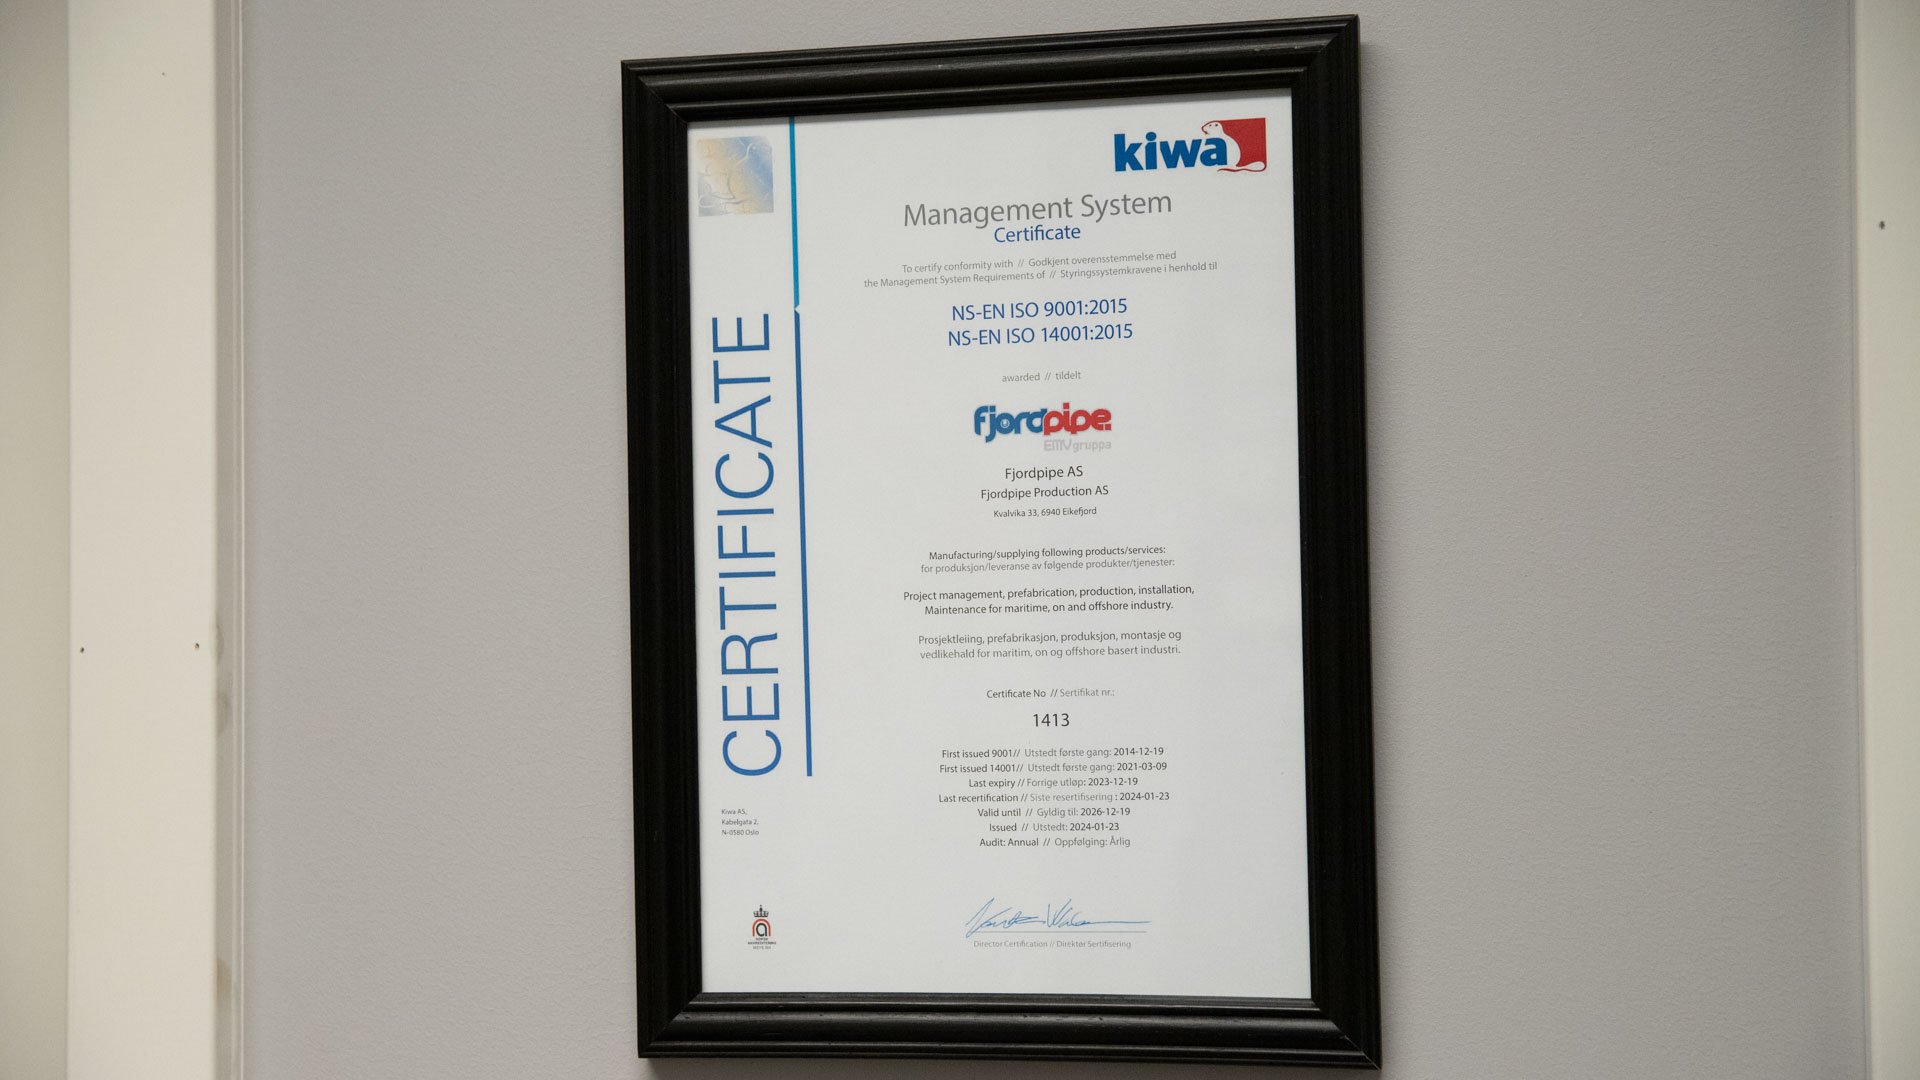 kiwa
Management System
Certificate
To certify conformity with // Godkjent overensstemmelse med
the Management System Requirements of // Styringssystemkravene i henhold til
NS-EN ISO 9001:2015
NS-EN ISO 14001:2015
awarded // tildelt
fjordpipe
EMVgruppa
Fjordpipe AS
Fjordpipe Production AS
Kvalvika 33, 6940 Eikefjord
Manufacturing/supplying following products/services:
for produksjon/leveranse av følgende produkter/tjenester:
Project management, prefabrication, production, installation,
Maintenance for maritime, on and offshore industry.
Prosjektleiing, prefabrikasjon, produksjon, montasje og
vedlikehald for maritim, on og offshore basert industri.
Certificate No // Sertifikat nr.:
1413
First issued 9001// Utstedt første gang: 2014-12-19
First issued 14001// Utstedt første gang: 2021-03-09
Last expiry // Forrige utløp: 2023-12-19
Last recertification // Siste resertifisering : 2024-01-23
Valid until // Gyldig til: 2026-12-19
Issued // Utstedt: 2024-01-23
Audit: Annual // Oppfølging: Årlig
Director Certification // Direktør Sertifisering
CERTIFICATE
Kiwa AS,
Kabelgata 2,
N-0580 Oslo
NORSK
AKKREDITERING